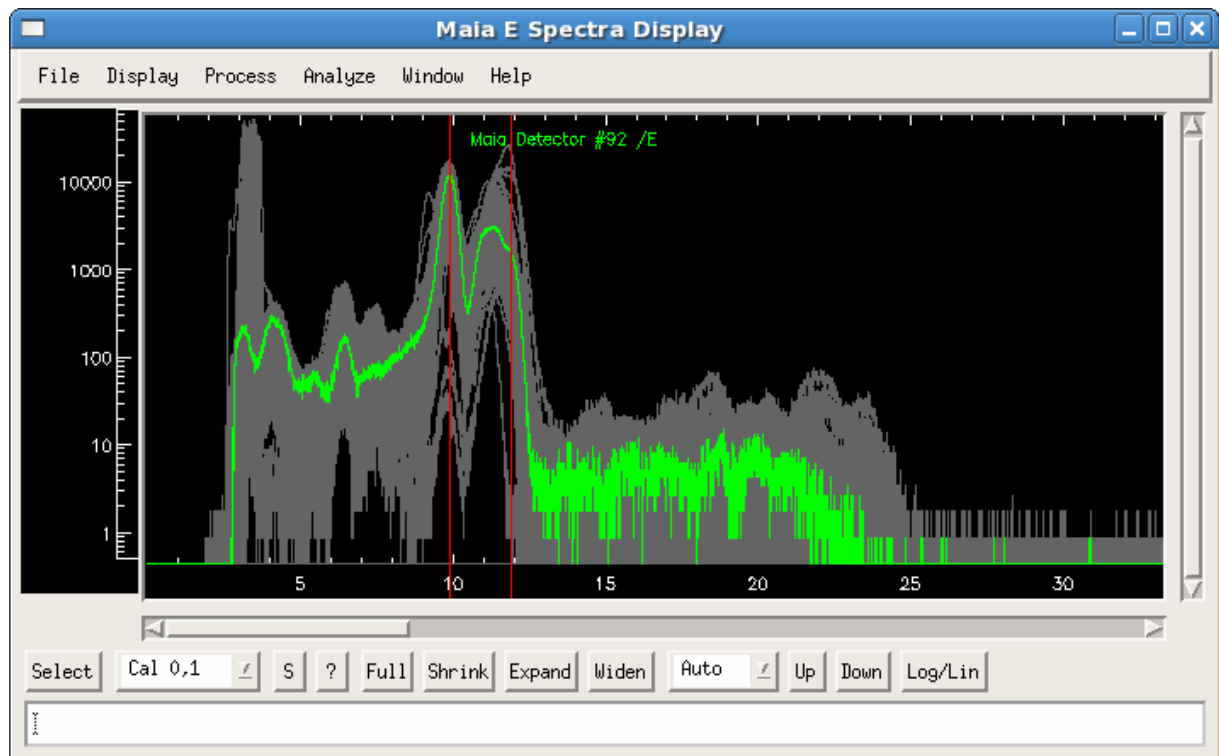 Maia E Spectra Display
File Display Process Analyze Window Help
Maia Detector #92 /E
10000
1000
100
10
1
5 10 15 20 25 30
Select Cal 0,1 S ? Full Shrink Expand Widen Auto Up Down Log/Lin